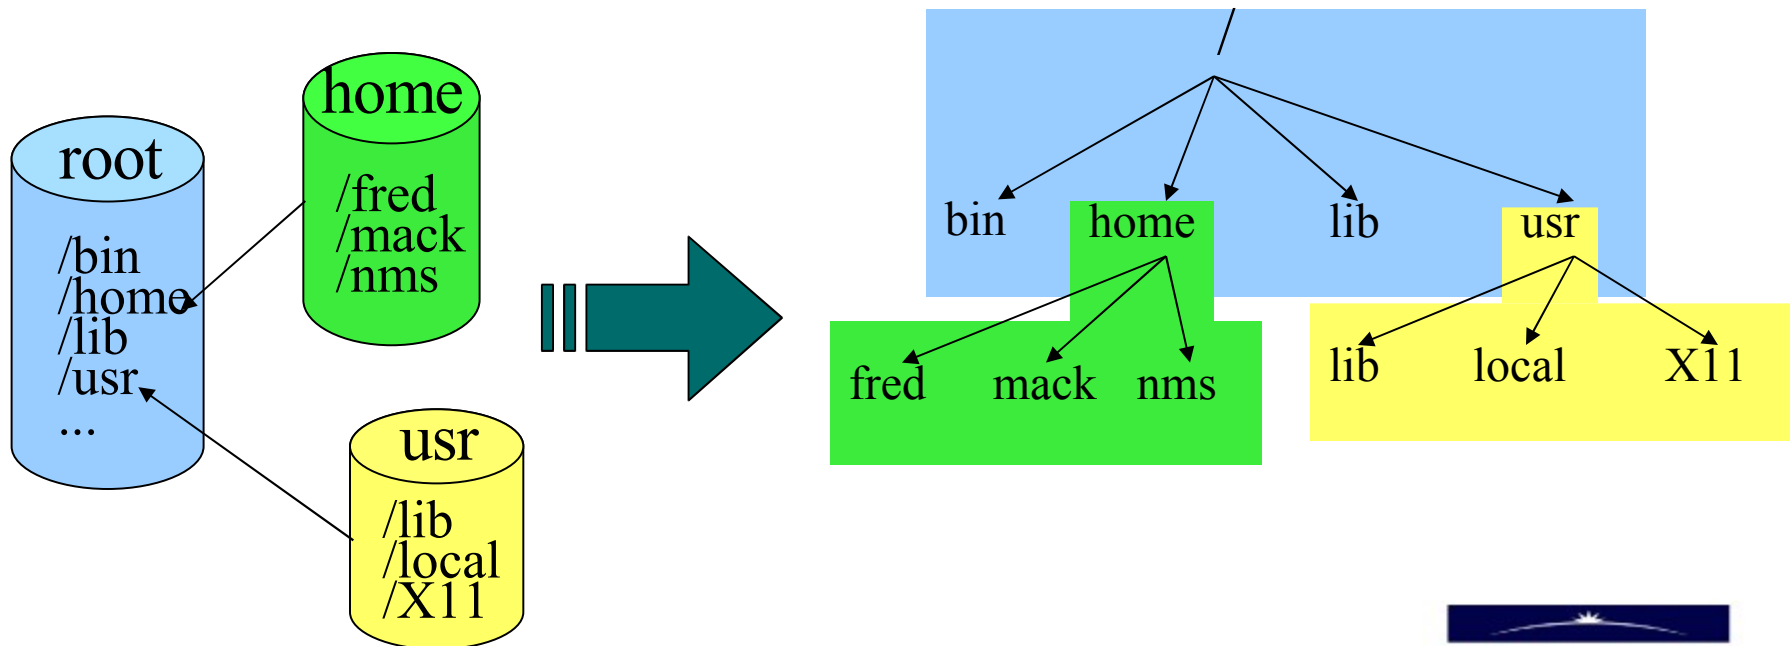 root
/bin
/home
/lib
/usr
...
home
/fred
/mack
/nms
usr
/lib
/local
/X11
/
bin home lib usr
fred mack nms
lib local X11